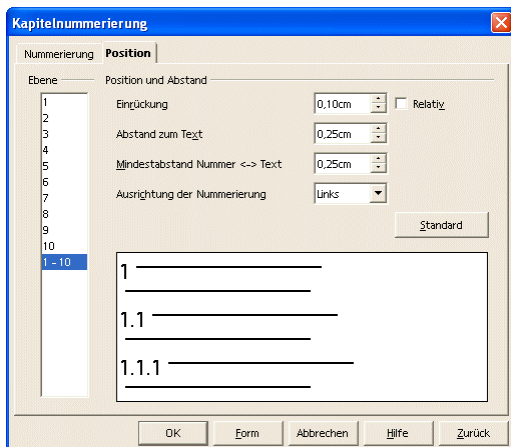 Kapitelnummerierung
Nummerierung Position
Ebene
1
2
3
4
5
6
7
8
9
10
1 - 10
Position und Abstand
Einrückung 0,10cm Relativ
Abstand zum Text 0,25cm
Mindestabstand Nummer <-> Text 0,25cm
Ausrichtung der Nummerierung Links
Standard
1
1.1
1.1.1
OK Form Abbrechen Hilfe Zurück